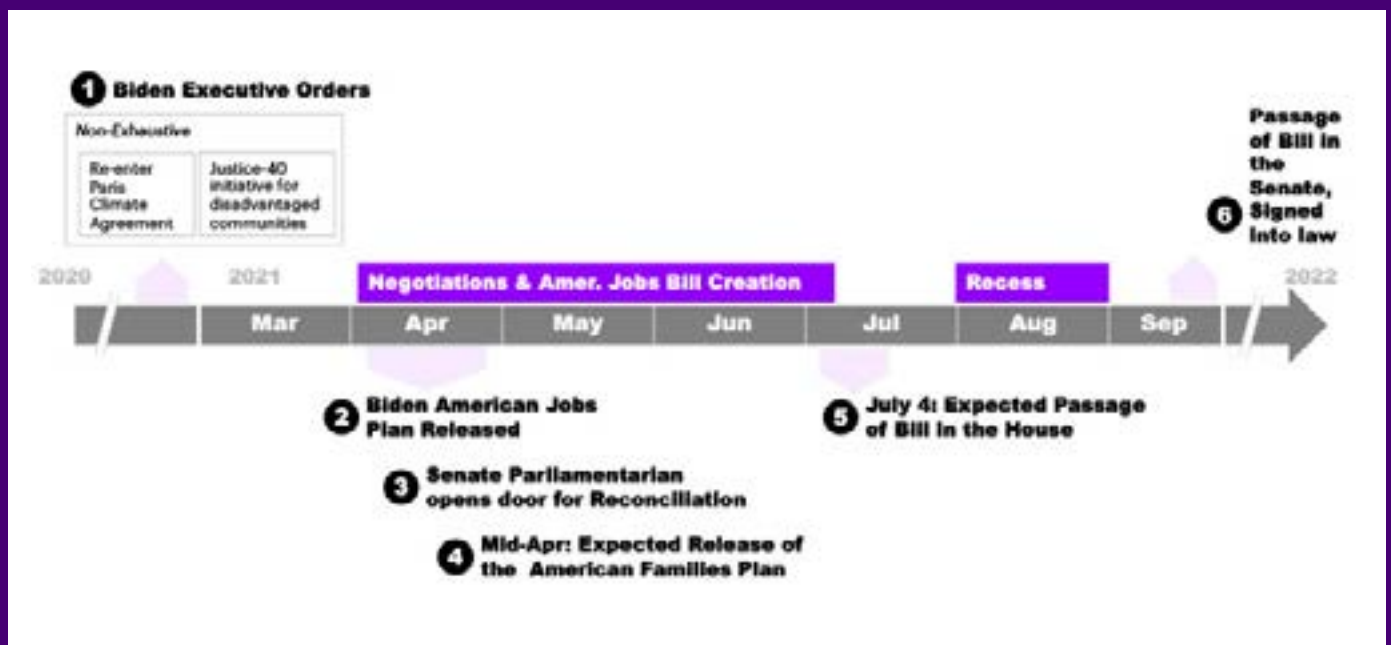 1 Biden Executive Orders
Non-Exhaustive
Re-enter
Paris
Climate
Agreement
Justice-40
initiative for
disadvantaged
communities
Passage
of Bill in
the
Senate,
6 Signed
into law
2020
2021
Negotiations & Amer. Jobs Bill Creation
Recess
2022
Mar
Apr
May
Jun
Jul
Aug
Sep
2 Biden American Jobs
Plan Released
3 Senate Parliamentarian
opens door for Reconciliation
4 Mid-Apr: Expected Release of
the American Families Plan
5 July 4: Expected Passage
of Bill in the House